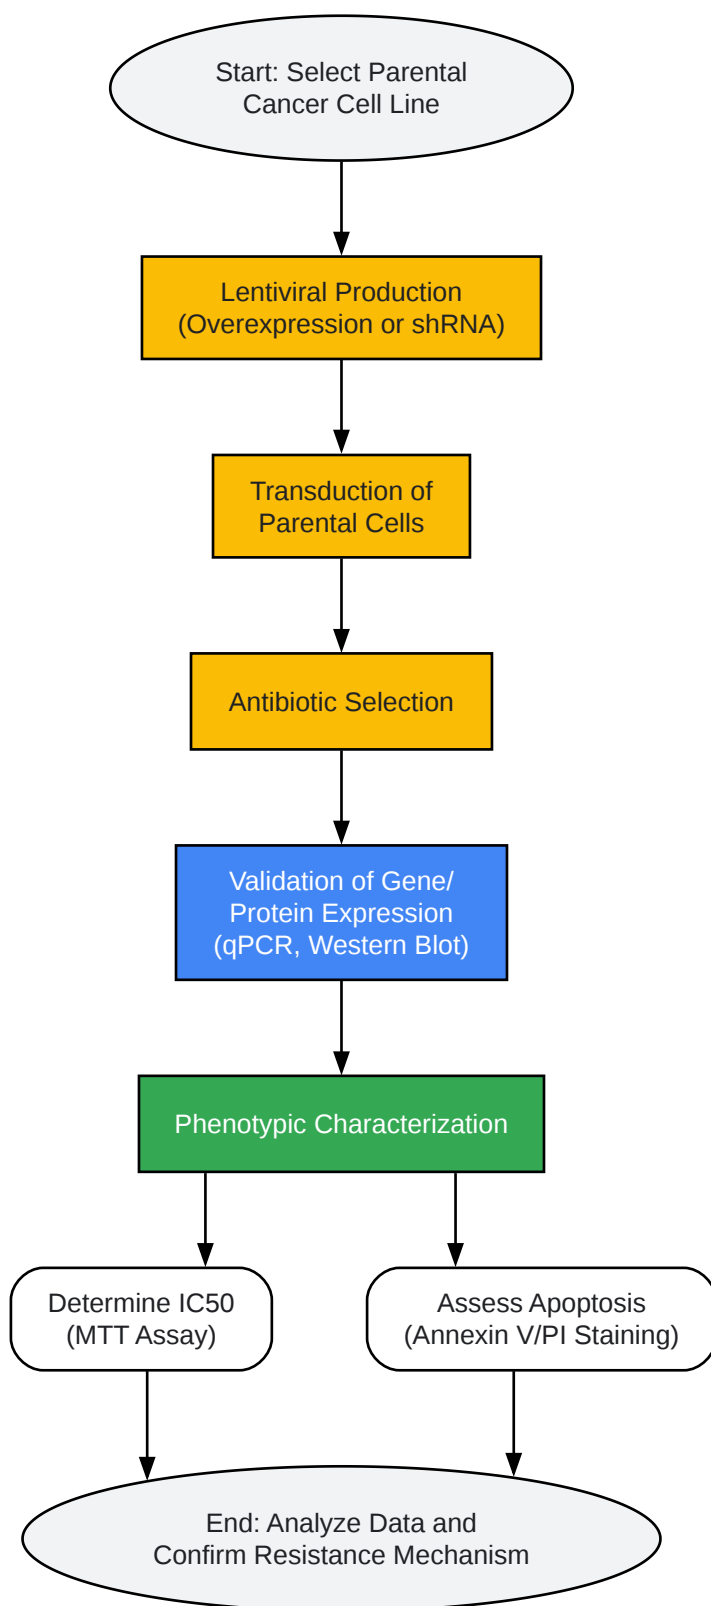 Start: Select Parental
Cancer Cell Line
Lentiviral Production
(Overexpression or shRNA)
Transduction of
Parental Cells
Antibiotic Selection
Validation of Gene/
Protein Expression
(qPCR, Western Blot)
Phenotypic Characterization
Determine IC50
(MTT Assay)
Assess Apoptosis
(Annexin V/PI Staining)
End: Analyze Data and
Confirm Resistance Mechanism